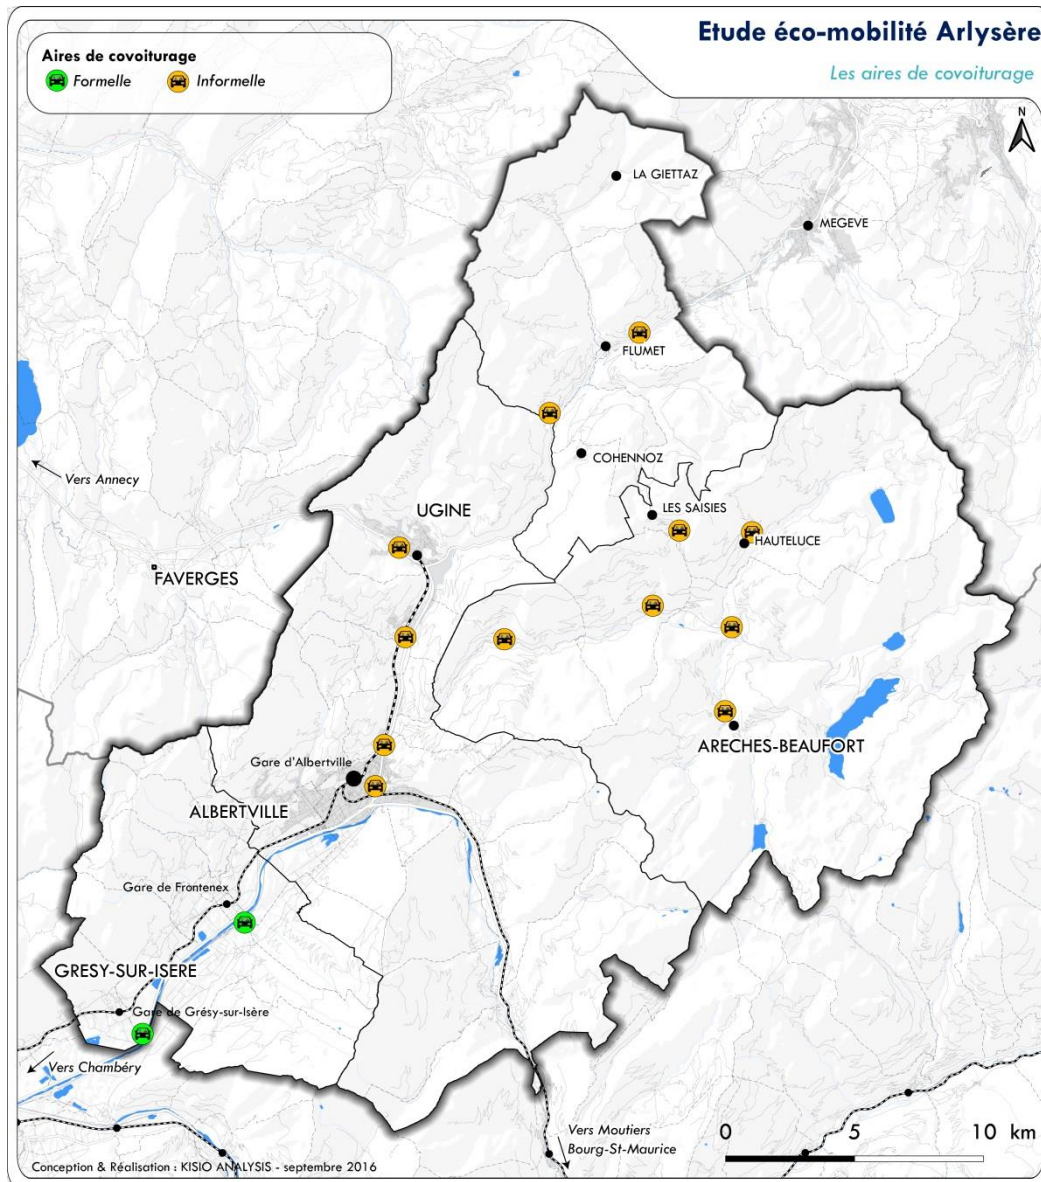 Etude éco-mobilité Arlysère
Les aires de covoiturage
Aires de covoiturage
Formelle
Informelle
N
LA GIETTAZ
MEGEVE
FLUMET
COHENNOZ
Vers Annecy
UGINE
LES SAISIES
HAUTELUCE
FAVERGES
ARECHES-BEAUFORT
Gare d'Albertville
ALBERTVILLE
Gare de Frontenex
GRESY-SUR-ISERE
Gare de Grésy-sur-Isère
Vers Chambéry
Vers Moutiers
Bourg-St-Maurice
0 5 10 km
Conception & Réalisation : KISIO ANALYSIS - septembre 2016